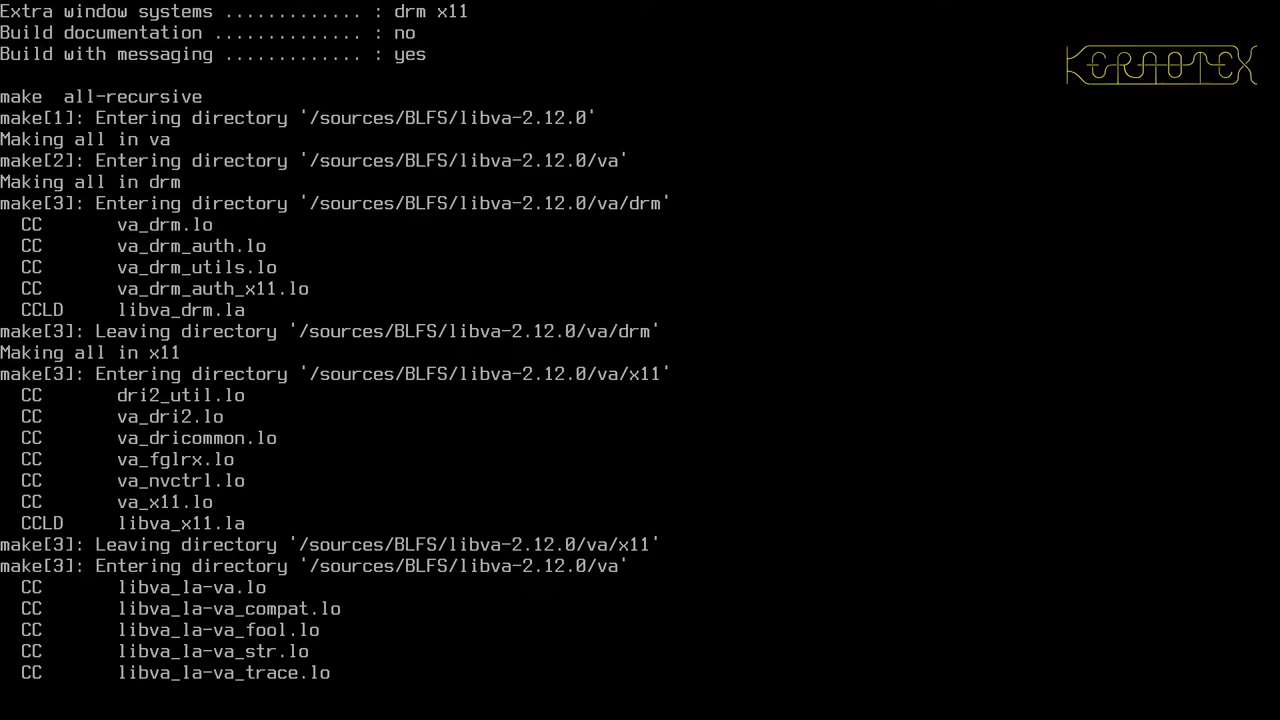 Extra window systems ............. : drm x11
Build documentation .............. : no
Build with messaging ............. : yes
KERNOTEX
make  all-recursive
make[1]: Entering directory '/sources/BLFS/libva-2.12.0'
Making all in va
make[2]: Entering directory '/sources/BLFS/libva-2.12.0/va'
Making all in drm
make[3]: Entering directory '/sources/BLFS/libva-2.12.0/va/drm'
  CC       va_drm.lo
  CC       va_drm_auth.lo
  CC       va_drm_utils.lo
  CC       va_drm_auth_x11.lo
  CCLD     libva_drm.la
make[3]: Leaving directory '/sources/BLFS/libva-2.12.0/va/drm'
Making all in x11
make[3]: Entering directory '/sources/BLFS/libva-2.12.0/va/x11'
  CC       dri2_util.lo
  CC       va_dri2.lo
  CC       va_dricommon.lo
  CC       va_fglrx.lo
  CC       va_nvctrl.lo
  CC       va_x11.lo
  CCLD     libva_x11.la
make[3]: Leaving directory '/sources/BLFS/libva-2.12.0/va/x11'
make[3]: Entering directory '/sources/BLFS/libva-2.12.0/va'
  CC       libva_la-va.lo
  CC       libva_la-va_compat.lo
  CC       libva_la-va_fool.lo
  CC       libva_la-va_str.lo
  CC       libva_la-va_trace.lo